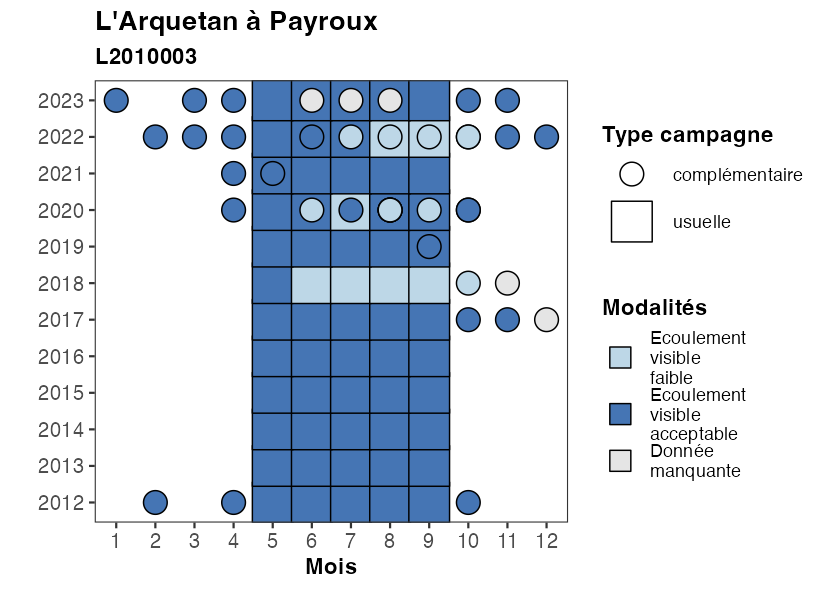 L'Arquetan à Payroux
L2010003
2023
2022
2021
2020
2019
2018
2017
2016
2015
2014
2013
2012
1 2 3 4 5 6 7 8 9 10 11 12
Mois
Type campagne
complémentaire
usuelle
Modalités
Ecoulement
visible
faible
Ecoulement
visible
acceptable
Donnée
manquante